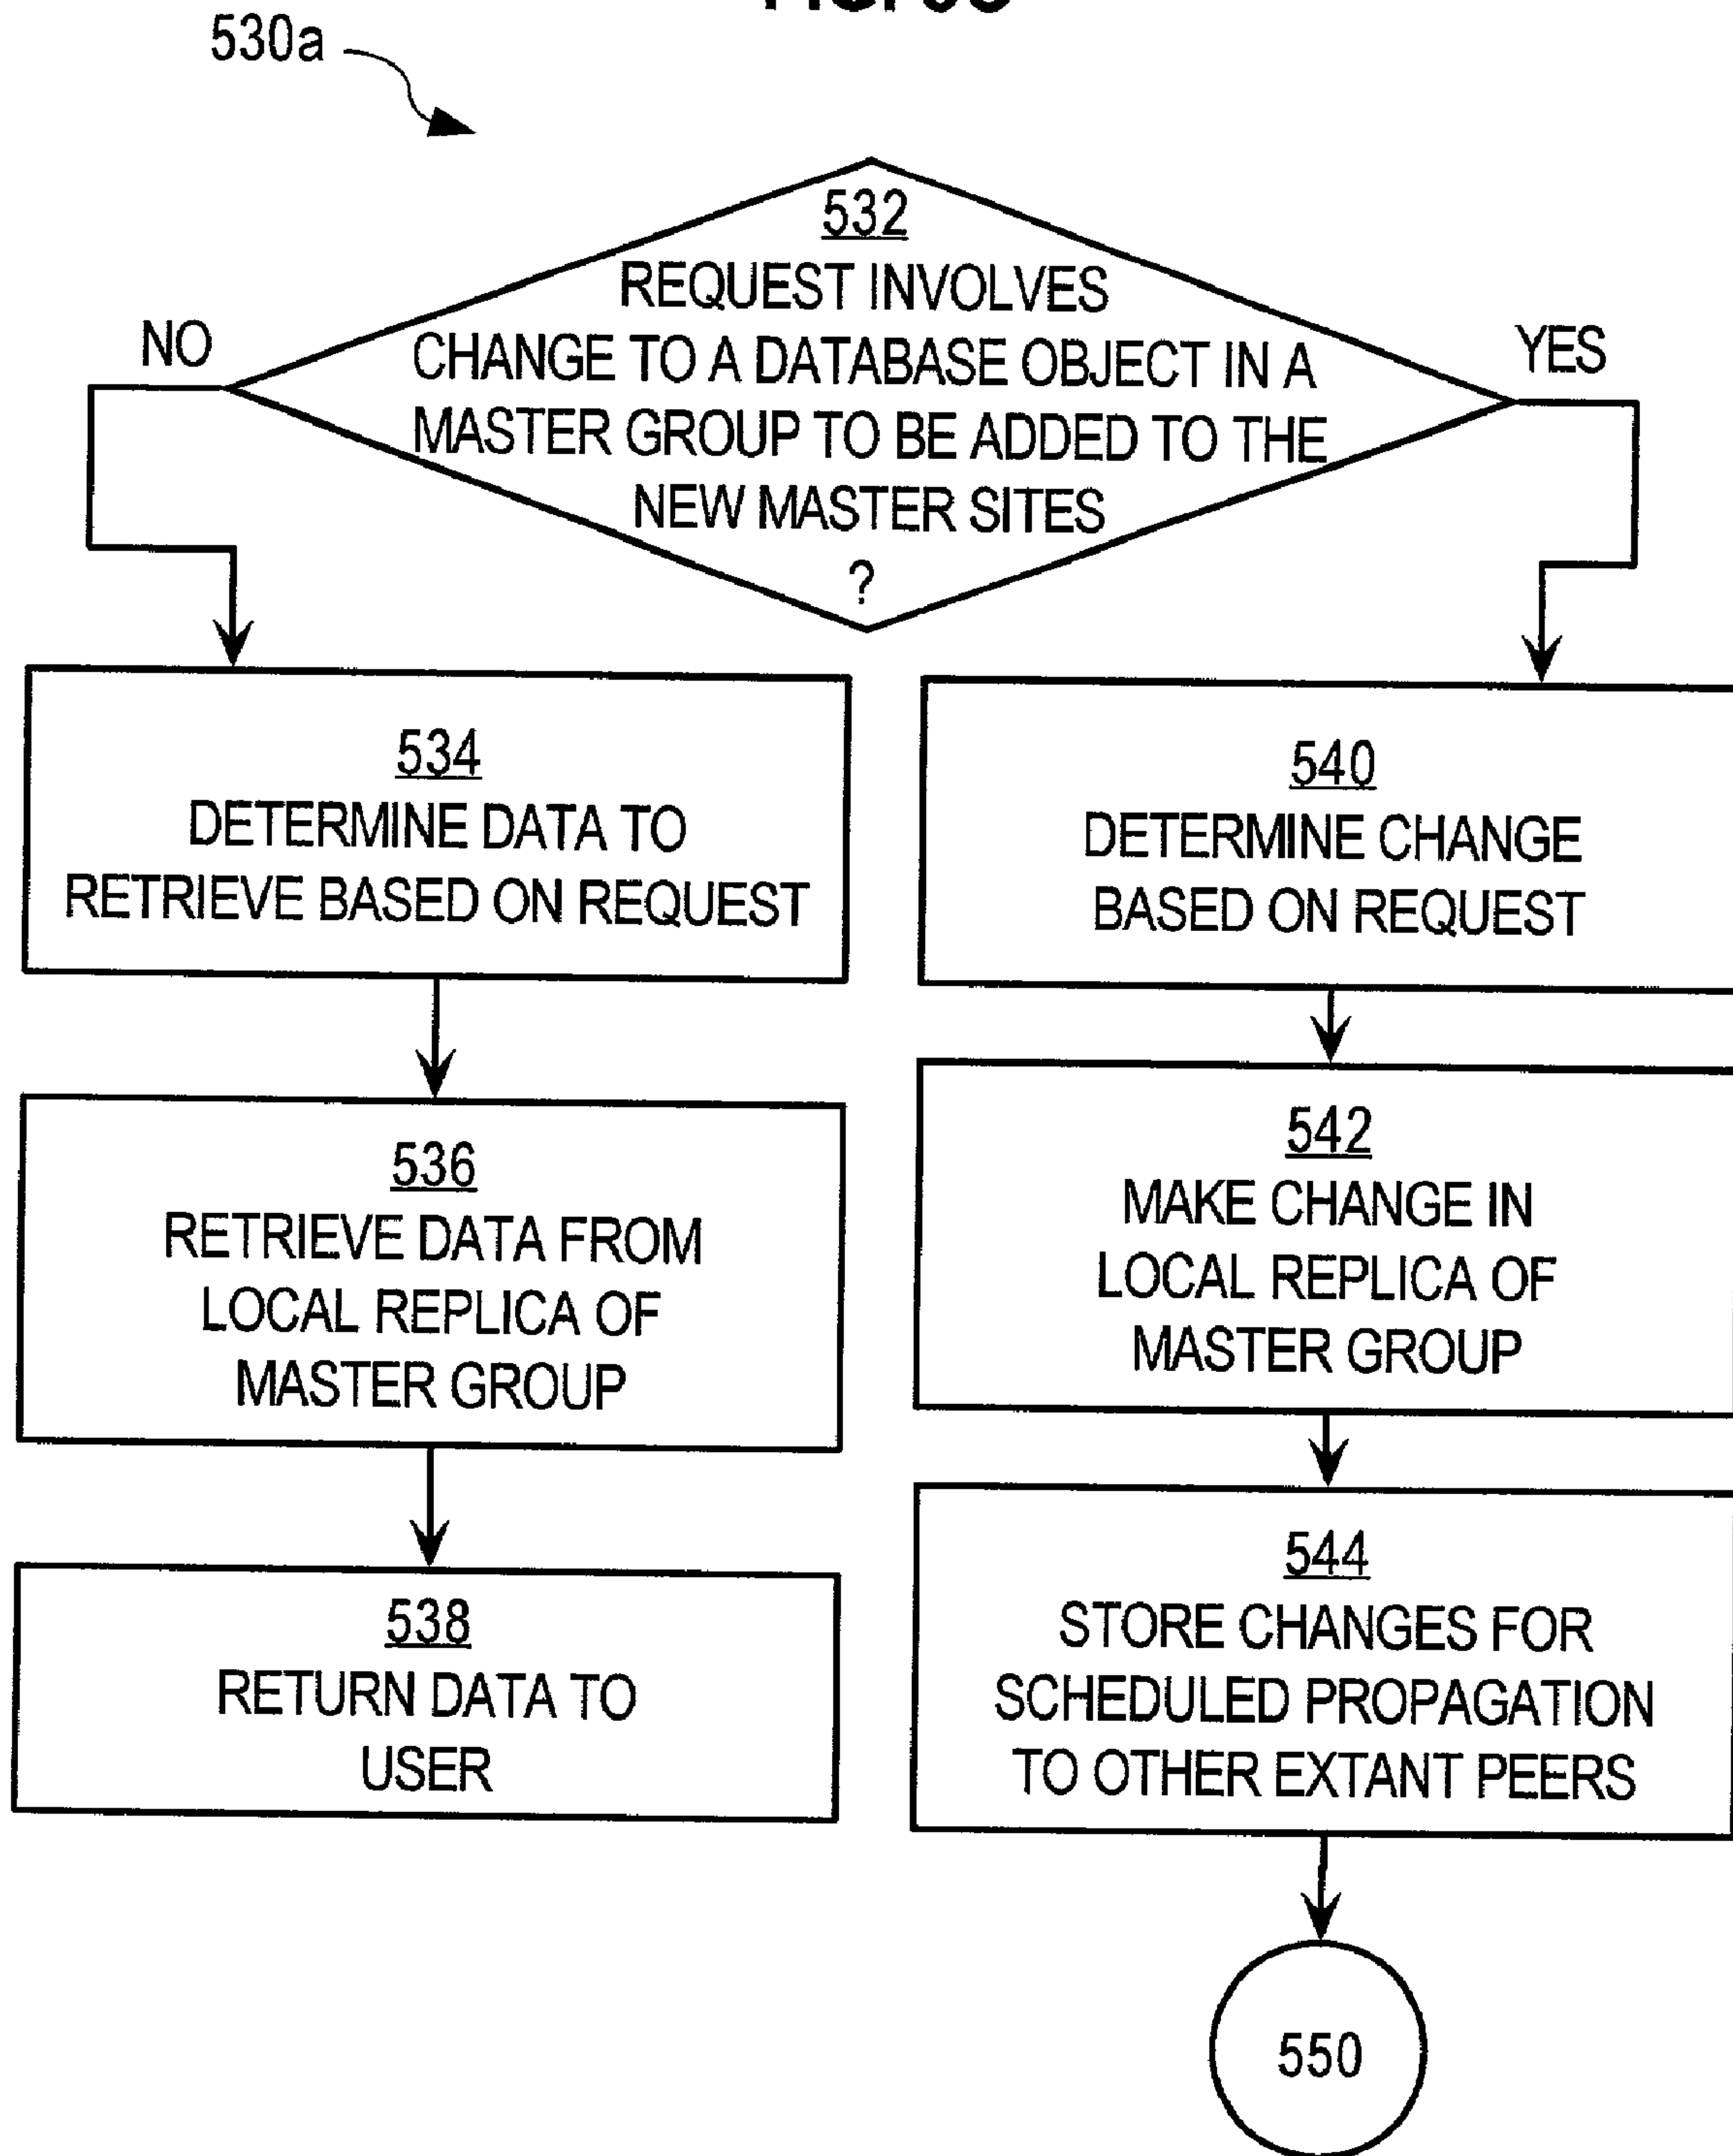 530a
532
REQUEST INVOLVES
CHANGE TO A DATABASE OBJECT IN A
MASTER GROUP TO BE ADDED TO THE
NEW MASTER SITES
?
NO
YES
534
DETERMINE DATA TO
RETRIEVE BASED ON REQUEST
536
RETRIEVE DATA FROM
LOCAL REPLICA OF
MASTER GROUP
538
RETURN DATA TO
USER
540
DETERMINE CHANGE
BASED ON REQUEST
542
MAKE CHANGE IN
LOCAL REPLICA OF
MASTER GROUP
544
STORE CHANGES FOR
SCHEDULED PROPAGATION
TO OTHER EXTANT PEERS
550